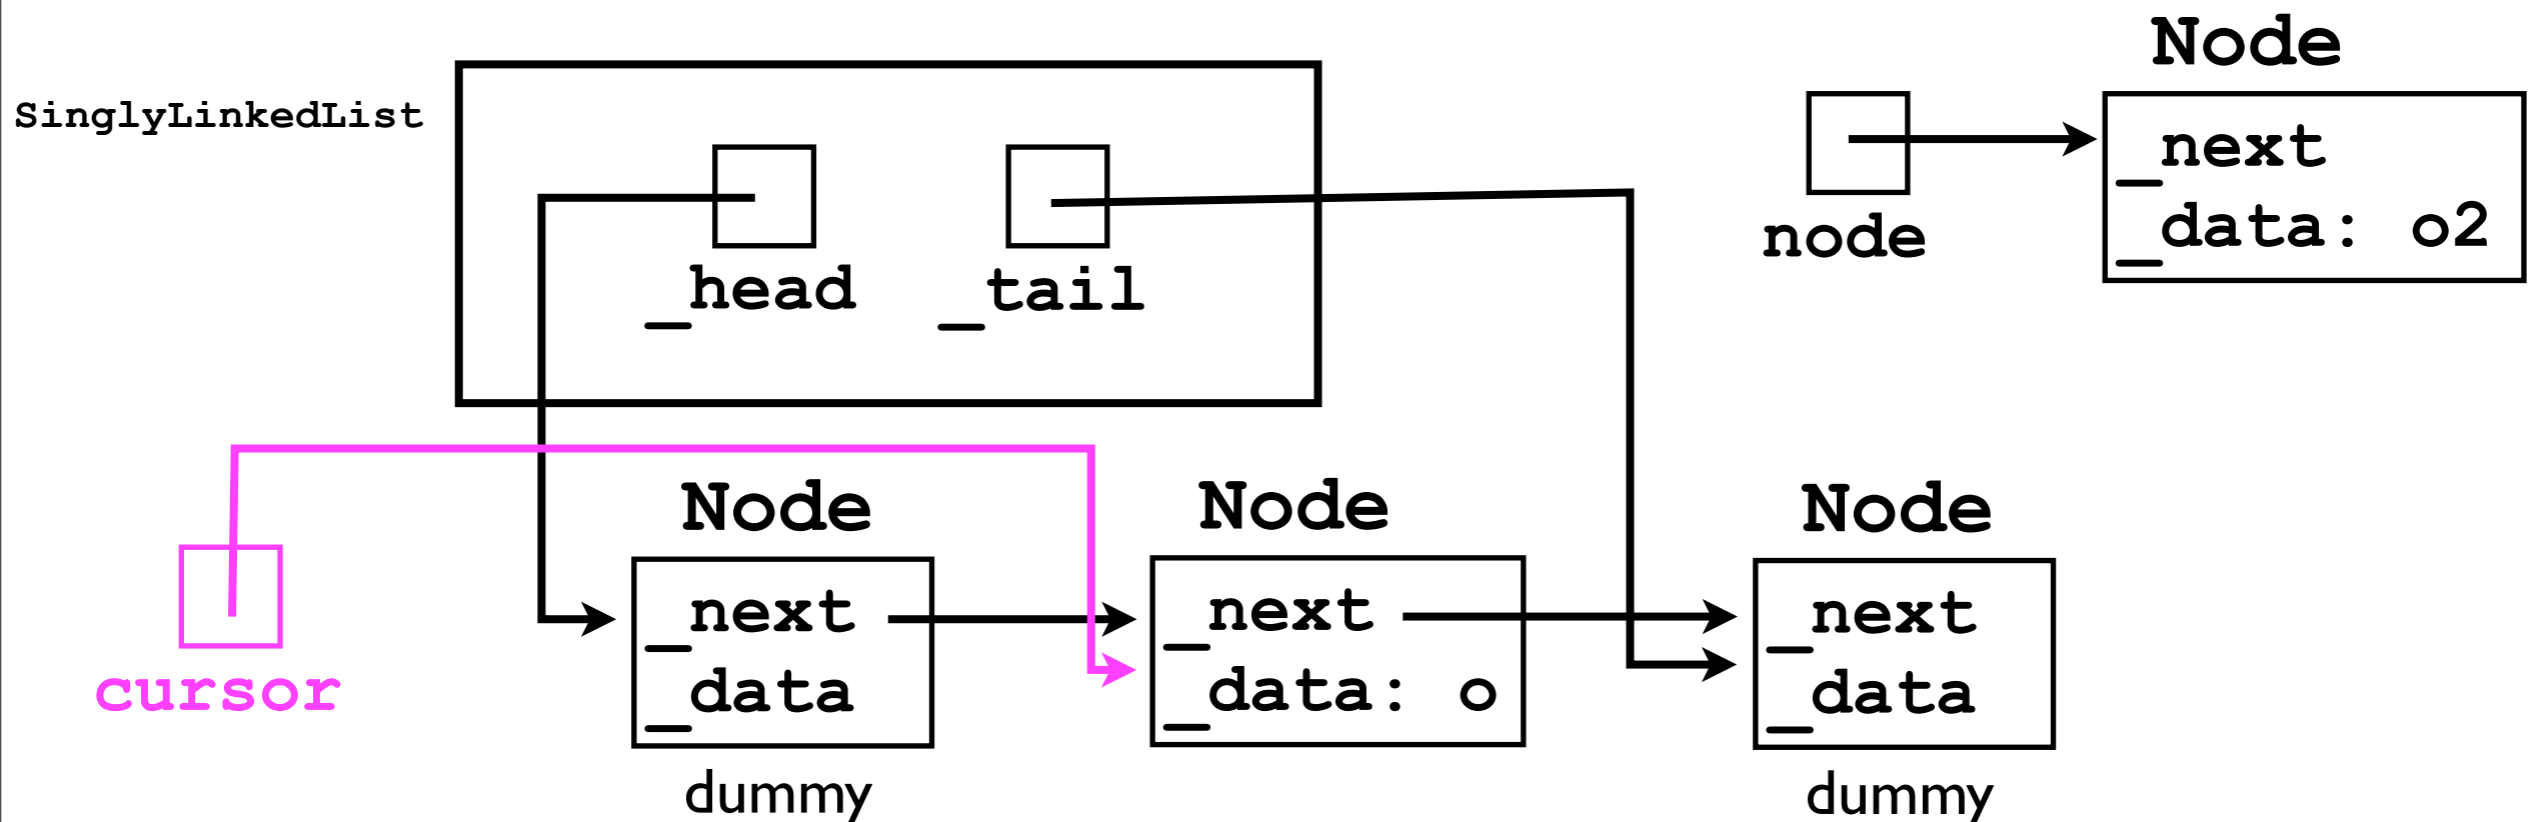 Node
SinglyLinkedList
_next
_data: o2
node
_head
_tail
Node
Node
Node
_next
_data
_next
_data: o
_next
_data
cursor
dummy
dummy